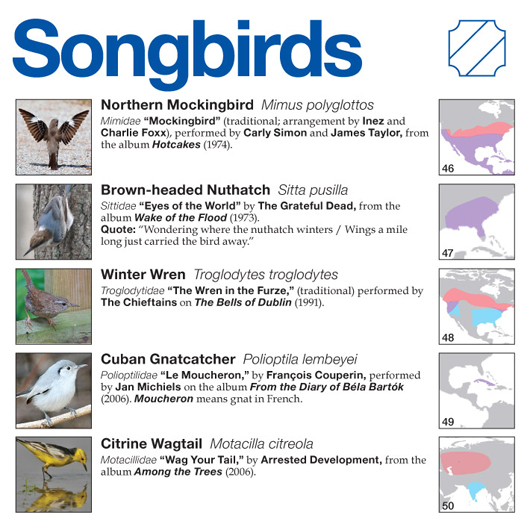 Songbirds
Northern Mockingbird Mimus polyglottos
Mimidae “Mockingbird” (traditional; arrangement by Inez and
Charlie Foxx), performed by Carly Simon and James Taylor, from
the album Hotcakes (1974).
46
Brown-headed Nuthatch Sitta pusilla
Sittidae “Eyes of the World” by The Grateful Dead, from the
album Wake of the Flood (1973).
Quote: “Wondering where the nuthatch winters / Wings a mile
long just carried the bird away.”
47
Winter Wren Troglodytes troglodytes
Troglodytidae “The Wren in the Furze,” (traditional) performed by
The Chieftains on The Bells of Dublin (1991).
48
Cuban Gnatcatcher Polioptila lembeyei
Polioptilidae “Le Moucheron,” by François Couperin, performed
by Jan Michiels on the album From the Diary of Béla Bartók
(2006). Moucheron means gnat in French.
49
Citrine Wagtail Motacilla citreola
Motacillidae “Wag Your Tail,” by Arrested Development, from the
album Among the Trees (2006).
50